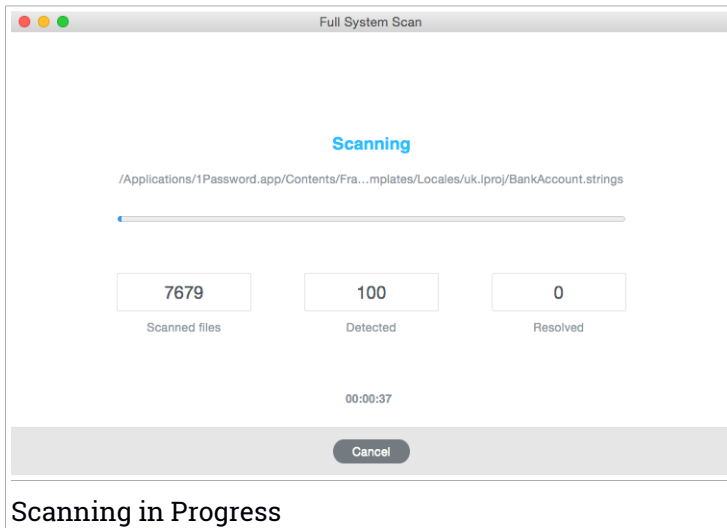 Full System Scan
Scanning
/Applications/1Password.app/Contents/Fra...mplates/Locales/uk.lproj/BankAccount.strings
7679 100 0
Scanned files Detected Resolved
00:00:37
Cancel
Scanning in Progress